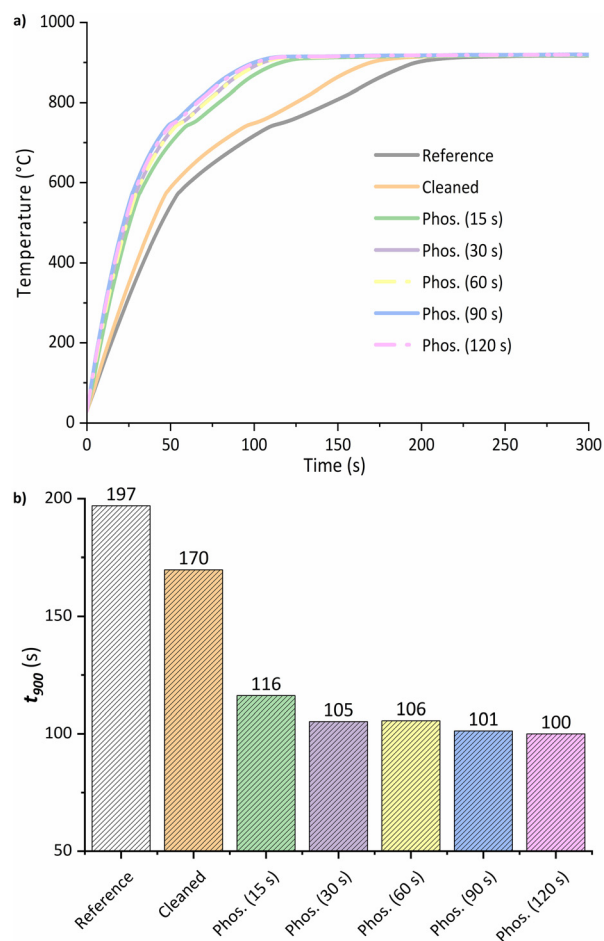 a)
1000
800
600
400
200
0
Temperature (°C)
Reference
Cleaned
Phos. (15 s)
Phos. (30 s)
Phos. (60 s)
Phos. (90 s)
Phos. (120 s)
0 50 100 150 200 250 300
Time (s)
b)
200
150
100
50
t900 (s)
197
170
116
105
106
101
100
Reference
Cleaned
Phos. (15 s)
Phos. (30 s)
Phos. (60 s)
Phos. (90 s)
Phos. (120 s)